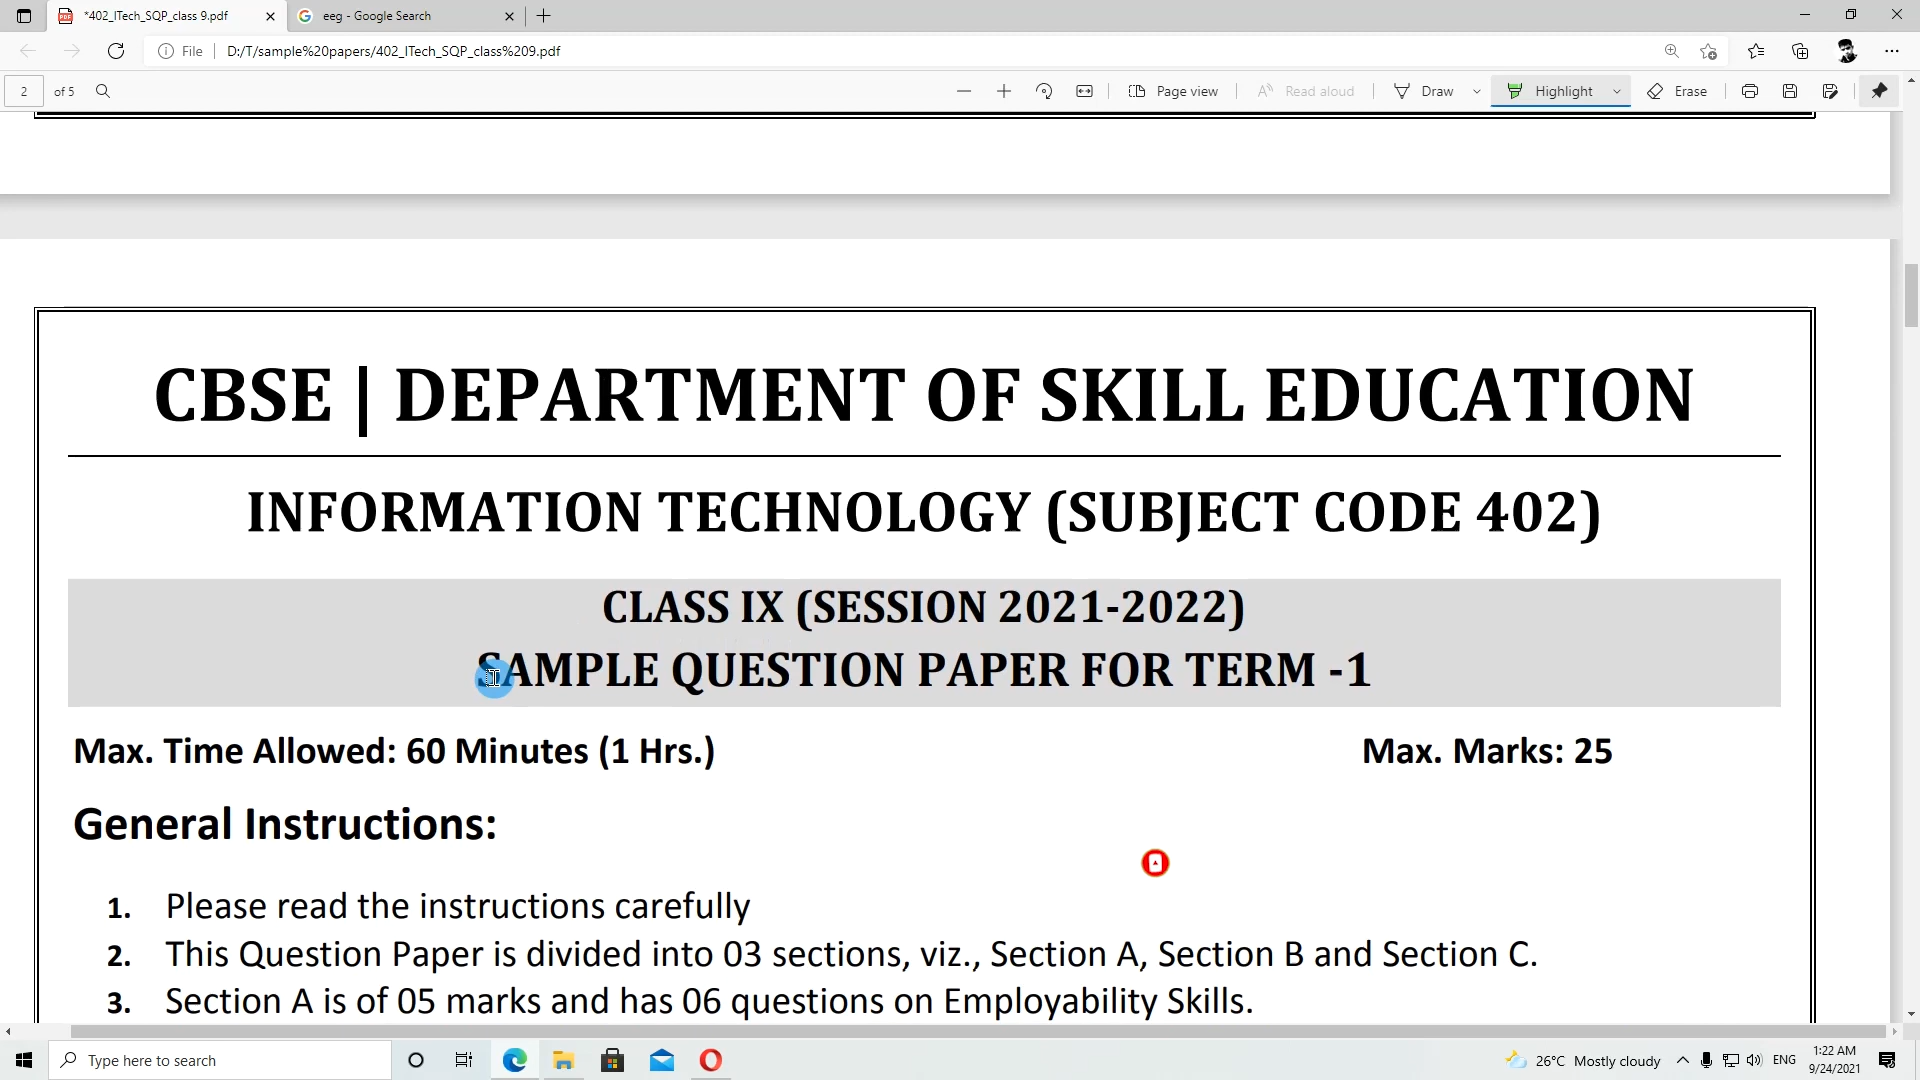 *402_ITech_SQP_class 9.pdf
eeg - Google Search
File
D:/T/sample%20papers/402_ITech_SQP_class%209.pdf
2 of 5
Page view
Read aloud
Draw
Highlight
Erase
CBSE | DEPARTMENT OF SKILL EDUCATION
INFORMATION TECHNOLOGY (SUBJECT CODE 402)
CLASS IX (SESSION 2021-2022)
SAMPLE QUESTION PAPER FOR TERM -1
Max. Time Allowed: 60 Minutes (1 Hrs.) Max. Marks: 25
General Instructions:
1. Please read the instructions carefully
2. This Question Paper is divided into 03 sections, viz., Section A, Section B and Section C.
3. Section A is of 05 marks and has 06 questions on Employability Skills.
Type here to search
26°C Mostly cloudy
ENG
1:22 AM
9/24/2021